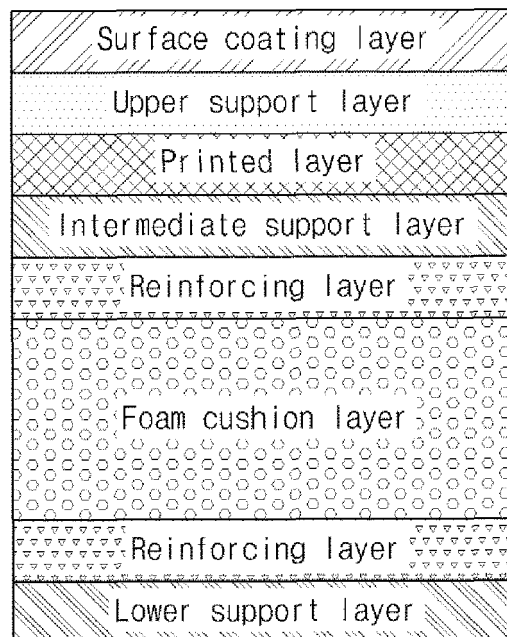 Surface coating layer
Upper support layer
Printed layer
Intermediate support layer
Reinforcing layer
Foam cushion layer
Reinforcing layer
Lower support layer